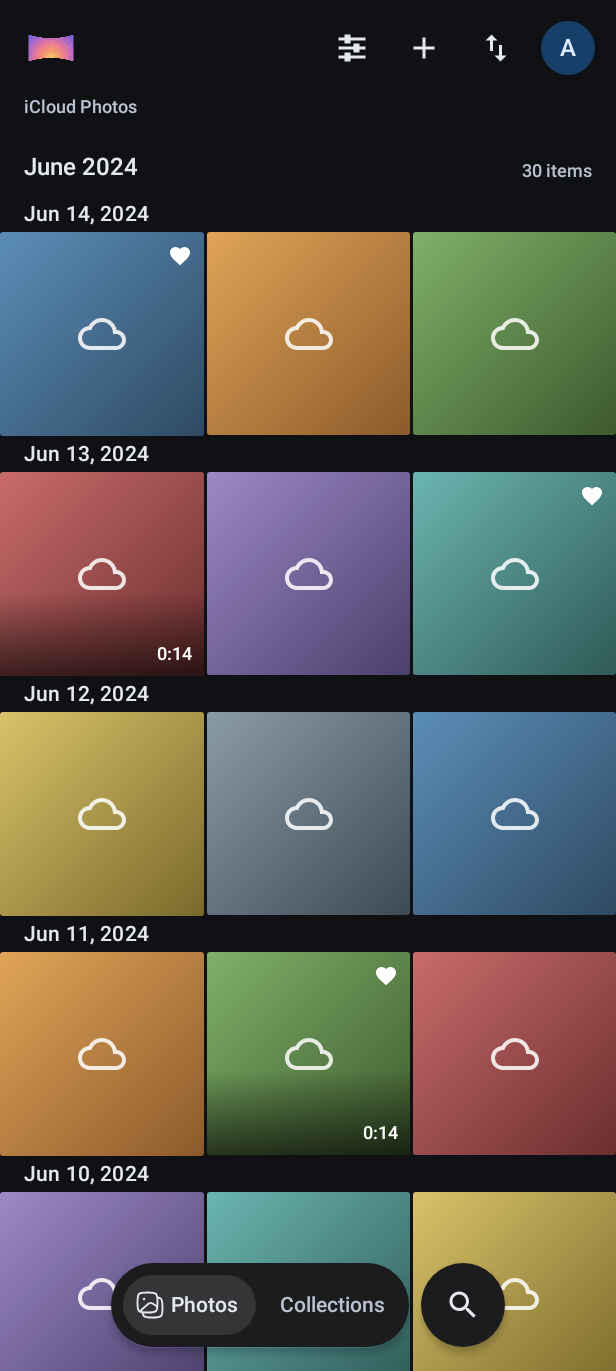 A
iCloud Photos
June 2024
30 items
Jun 14, 2024
Jun 13, 2024
0:14
Jun 12, 2024
Jun 11, 2024
0:14
Jun 10, 2024
Photos
Collections